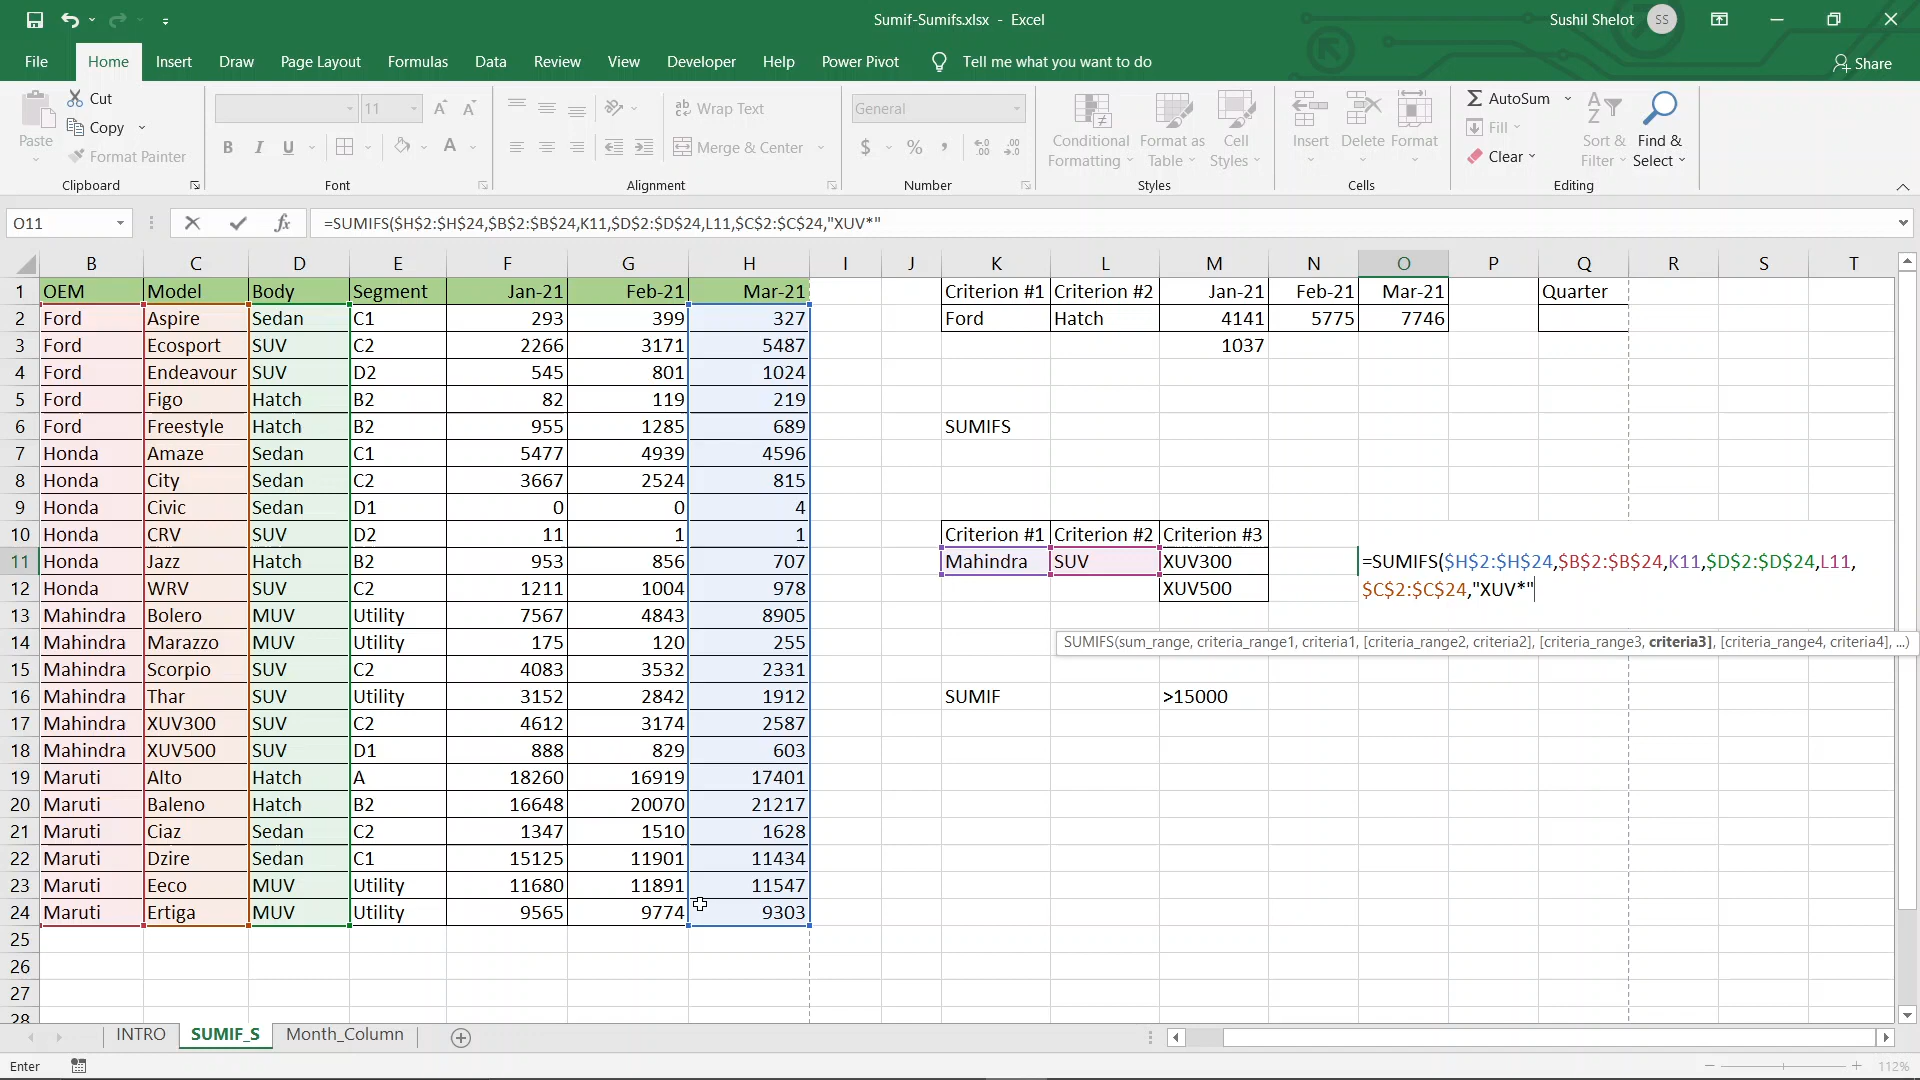 Sumif-Sumifs.xlsx - Excel
Sushil Shelot SS
File Home Insert Draw Page Layout Formulas Data Review View Developer Help Power Pivot Tell me what you want to do Share
Paste Cut
Copy
Format Painter
Clipboard
11
B I U A
Font
ab Wrap Text
Merge & Center
Alignment
General
$ % ,
Number
Conditional Formatting
Format as Table
Cell Styles
Styles
Insert Delete Format
Cells
AutoSum
Fill
Clear
Sort & Filter
Find & Select
Editing
O11 fx =SUMIFS($H$2:$H$24,$B$2:$B$24,K11,$D$2:$D$24,L11,$C$2:$C$24,"XUV*"
B C D E F G H I J K L M N O P Q R S T
1 OEM Model Body Segment Jan-21 Feb-21 Mar-21 Criterion #1 Criterion #2 Jan-21 Feb-21 Mar-21 Quarter
2 Ford Aspire Sedan C1 293 399 327 Ford Hatch 4141 5775 7746
3 Ford Ecosport SUV C2 2266 3171 5487 1037
4 Ford Endeavour SUV D2 545 801 1024
5 Ford Figo Hatch B2 82 119 219
6 Ford Freestyle Hatch B2 955 1285 689 SUMIFS
7 Honda Amaze Sedan C1 5477 4939 4596
8 Honda City Sedan C2 3667 2524 815
9 Honda Civic Sedan D1 0 0 4
10 Honda CRV SUV D2 11 1 1 Criterion #1 Criterion #2 Criterion #3
11 Honda Jazz Hatch B2 953 856 707 Mahindra SUV XUV300 =SUMIFS($H$2:$H$24,$B$2:$B$24,K11,$D$2:$D$24,L11,
12 Honda WRV SUV C2 1211 1004 978 XUV500 $C$2:$C$24,"XUV*"
13 Mahindra Bolero MUV Utility 7567 4843 8905
14 Mahindra Marazzo MUV Utility 175 120 255 SUMIFS(sum_range, criteria_range1, criteria1, [criteria_range2, criteria2], [criteria_range3, criteria3], [criteria_range4, criteria4], ...)
15 Mahindra Scorpio SUV C2 4083 3532 2331
16 Mahindra Thar SUV Utility 3152 2842 1912 SUMIF >15000
17 Mahindra XUV300 SUV C2 4612 3174 2587
18 Mahindra XUV500 SUV D1 888 829 603
19 Maruti Alto Hatch A 18260 16919 17401
20 Maruti Baleno Hatch B2 16648 20070 21217
21 Maruti Ciaz Sedan C2 1347 1510 1628
22 Maruti Dzire Sedan C1 15125 11901 11434
23 Maruti Eeco MUV Utility 11680 11891 11547
24 Maruti Ertiga MUV Utility 9565 9774 9303
25
26
27
28
INTRO SUMIF_S Month_Column
Enter 112%